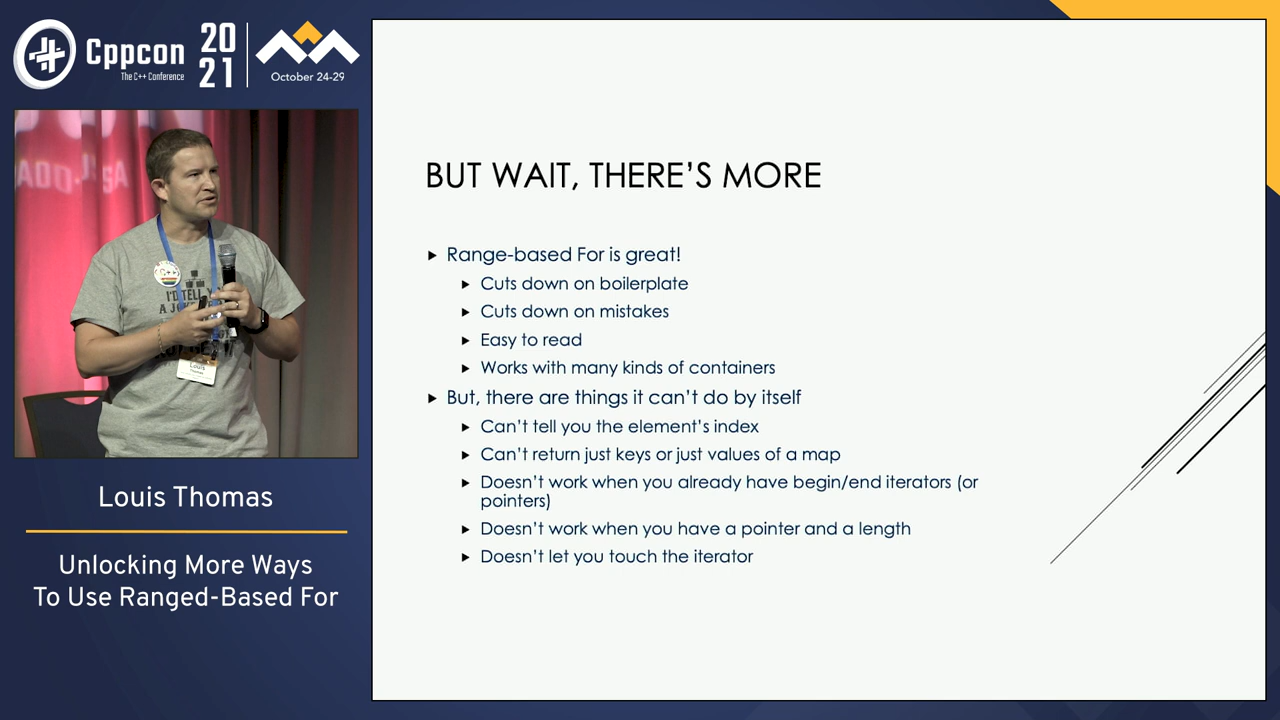 Cppcon
The C++ Conference
20
21
October 24-29
I'D TELL
A JO
Louis
Thomas
Louis Thomas
Unlocking More Ways
To Use Ranged-Based For
BUT WAIT, THERE'S MORE
Range-based For is great!
Cuts down on boilerplate
Cuts down on mistakes
Easy to read
Works with many kinds of containers
But, there are things it can't do by itself
Can't tell you the element's index
Can't return just keys or just values of a map
Doesn't work when you already have begin/end iterators (or
pointers)
Doesn't work when you have a pointer and a length
Doesn't let you touch the iterator